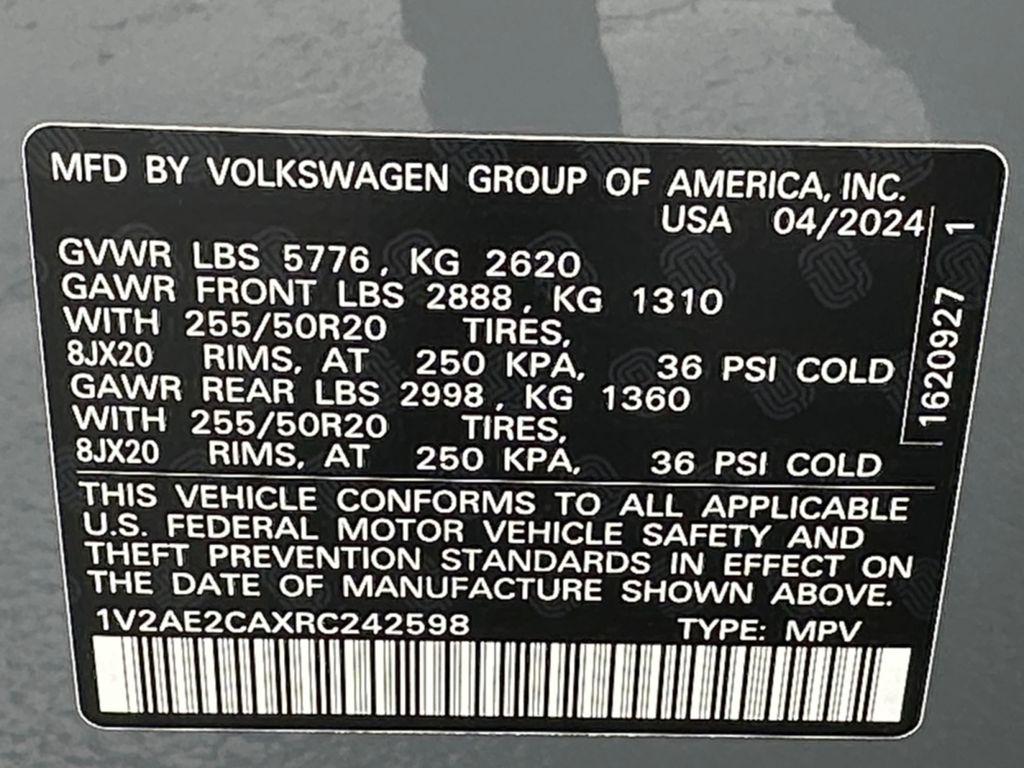 MFD BY VOLKSWAGEN GROUP OF AMERICA, INC.
USA 04/2024
GVWR LBS 5776, KG 2620
GAWR FRONT LBS 2888, KG 1310
WITH 255/50R20 TIRES,
8JX20 RIMS, AT 250 KPA, 36 PSI COLD
GAWR REAR LBS 2998, KG 1360
WITH 255/50R20 TIRES,
8JX20 RIMS, AT 250 KPA, 36 PSI COLD
1620927 1
THIS VEHICLE CONFORMS TO ALL APPLICABLE
U.S. FEDERAL MOTOR VEHICLE SAFETY AND
THEFT PREVENTION STANDARDS IN EFFECT ON
THE DATE OF MANUFACTURE SHOWN ABOVE.
1V2AE2CAXRC242598 TYPE: MPV